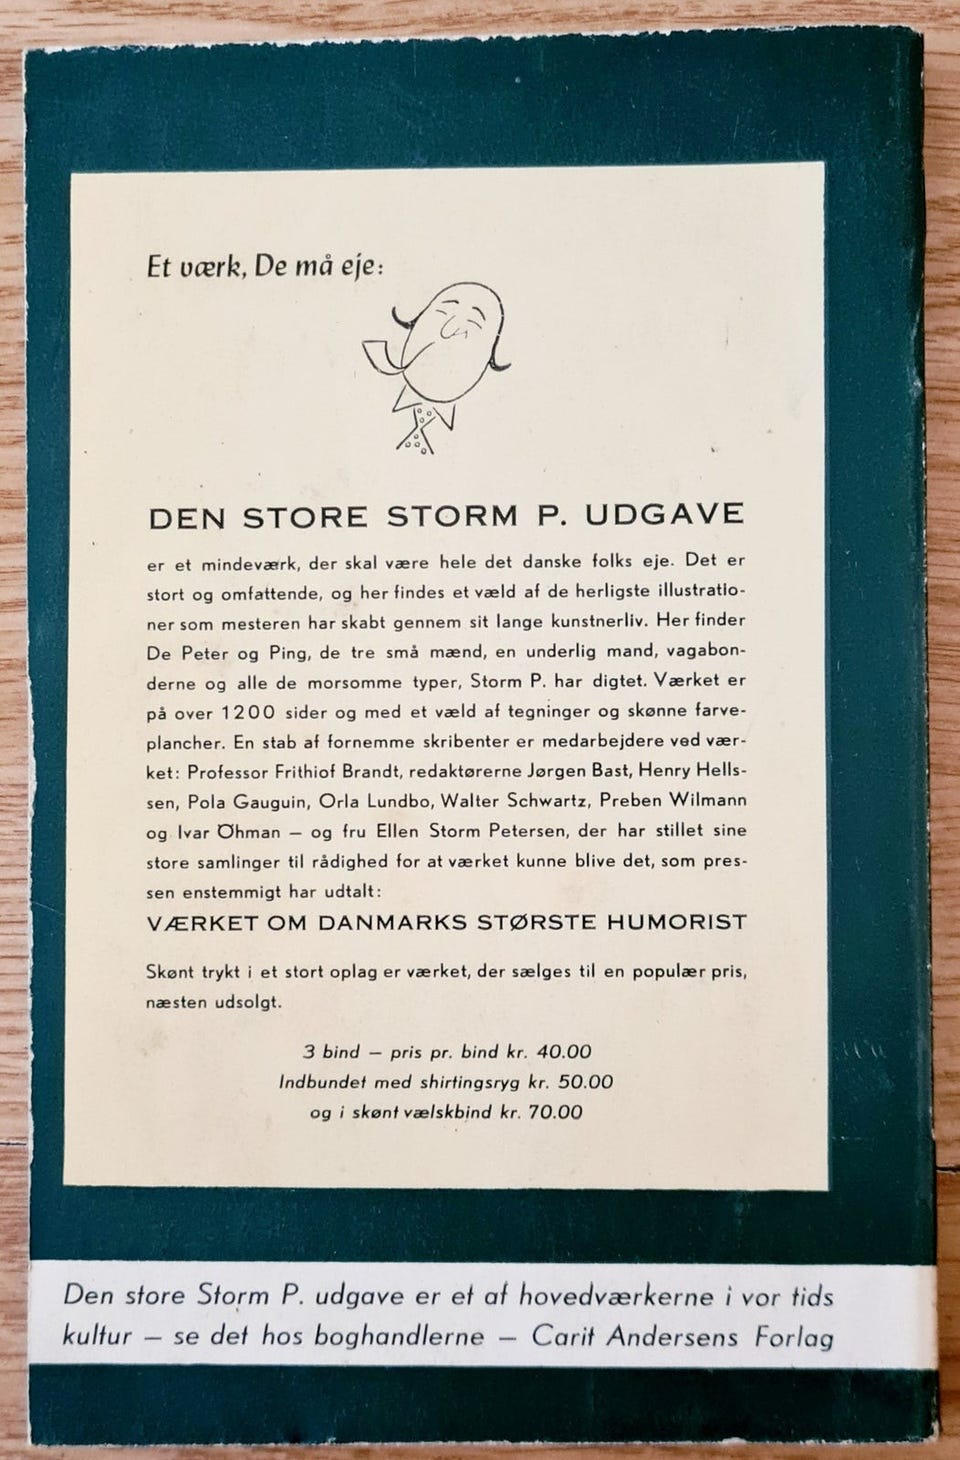 Et værk, De må eje:
DEN STORE STORM P. UDGAVE
er et mindeværk, der skal være hele det danske folks eje. Det er
stort og omfattende, og her findes et væld af de herligste illustratio-
ner som mesteren har skabt gennem sit lange kunstnerliv. Her finder
De Peter og Ping, de tre små mænd, en underlig mand, vagabon-
derne og alle de morsomme typer, Storm P. har digtet. Værket er
på over 1200 sider og med et væld af tegninger og skønne farve-
plancher. En stab af fornemme skribenter er medarbejdere ved vær-
ket: Professor Frithiof Brandt, redaktørerne Jørgen Bast, Henry Hells-
sen, Pola Gauguin, Orla Lundbo, Walter Schwartz, Preben Wilmann
og Ivar Öhman — og fru Ellen Storm Petersen, der har stillet sine
store samlinger til rådighed for at værket kunne blive det, som pres-
sen enstemmigt har udtalt:
VÆRKET OM DANMARKS STØRSTE HUMORIST
Skønt trykt i et stort oplag er værket, der sælges til en populær pris,
næsten udsolgt.
3 bind — pris pr. bind kr. 40.00
Indbundet med shirtingsryg kr. 50.00
og i skønt vælskbind kr. 70.00
Den store Storm P. udgave er et af hovedværkerne i vor tids
kultur — se det hos boghandlerne — Carit Andersens Forlag